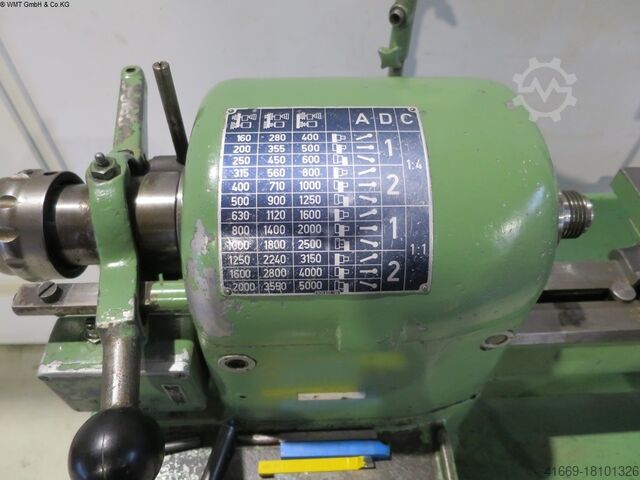 © WMT GmbH & Co.KG
A D C
160 280 400
200 355 500 1
250 450 600
315 560 800 1:4
400 710 1000 2
500 900 1250
630 1120 1600
800 1400 2000 1
1000 1800 2500
1250 2240 3150 1:1
1600 2800 4000 2
2000 3550 5000
41669-18101326